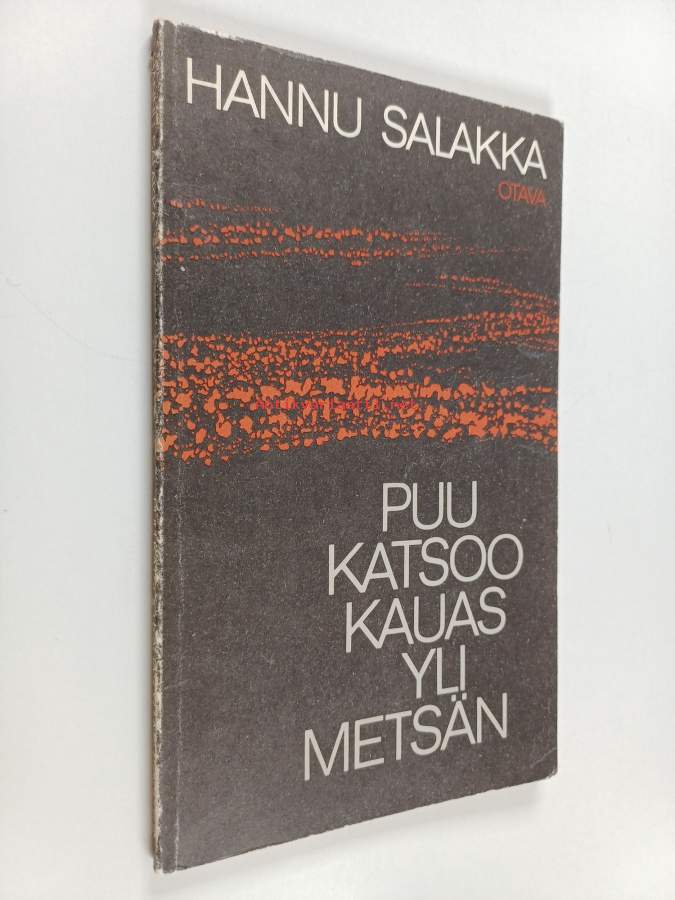 HANNU SALAKKA
OTAVA
PUU
KATSOO
KAUAS
YLI
METSÄN